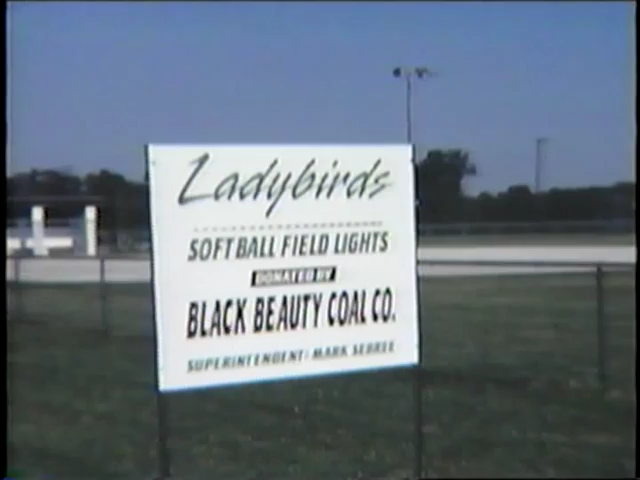 Ladybirds
SOFTBALL FIELD LIGHTS
DONATED BY
BLACK BEAUTY COAL CO.
SUPERINTENDENT: MARK SEBREE